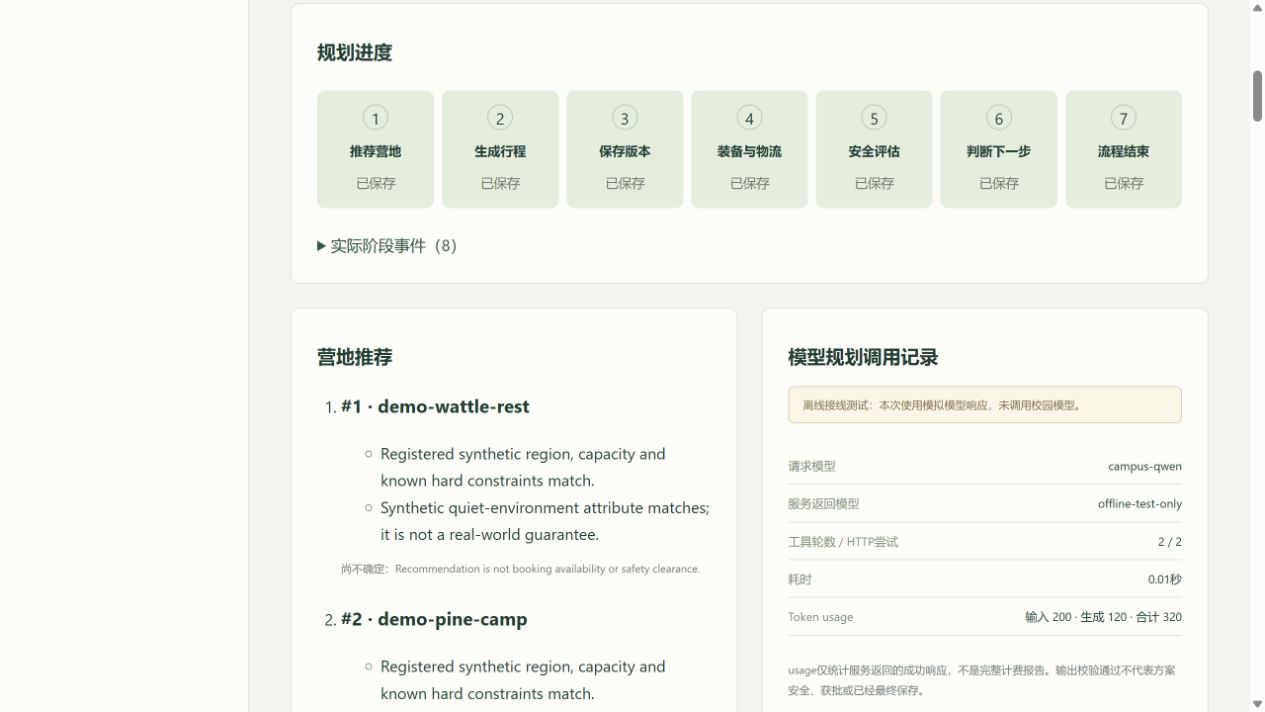 规划进度
1
2
3
4
5
6
7
推荐营地
生成行程
保存版本
装备与物流
安全评估
判断下一步
流程结束
已保存
已保存
已保存
已保存
已保存
已保存
已保存
▶ 实际阶段事件（8）
营地推荐
1. #1 · demo-wattle-rest
Registered synthetic region, capacity and
known hard constraints match.
Synthetic quiet-environment attribute matches;
it is not a real-world guarantee.
尚不确定：Recommendation is not booking availability or safety clearance.
2. #2 · demo-pine-camp
Registered synthetic region, capacity and
known hard constraints match.
模型规划调用记录
离线接线测试：本次使用模拟模型响应，未调用校园模型。
请求模型 campus-qwen
服务返回模型 offline-test-only
工具轮数 / HTTP尝试 2 / 2
耗时 0.01秒
Token usage 输入 200 · 生成 120 · 合计 320
usage仅统计服务返回的成功响应，不是完整计费报告。输出校验通过不代表方案
安全、获批或已经最终保存。